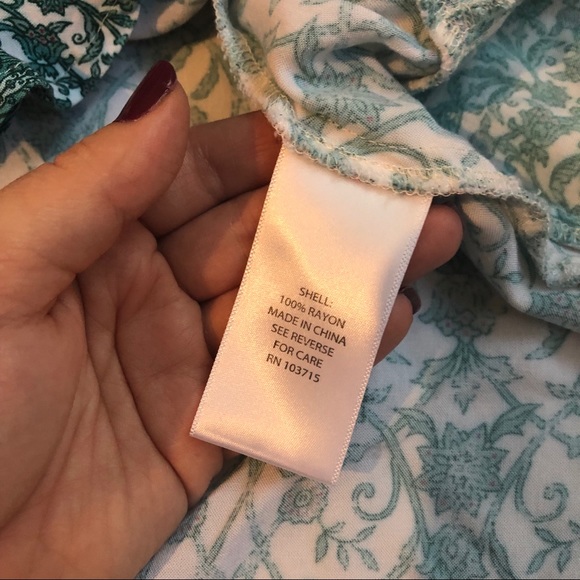 SHELL:
100% RAYON
MADE IN CHINA
SEE REVERSE
FOR CARE
RN 103715